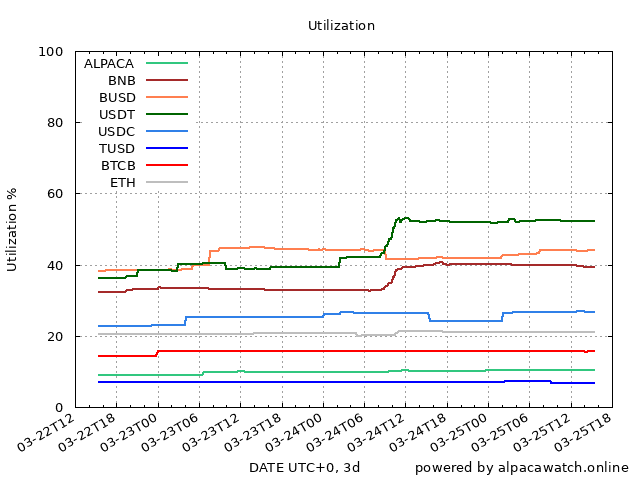 Utilization
Utilization %
100
80
60
40
20
0
ALPACA
BNB
BUSD
USDT
USDC
TUSD
BTCB
ETH
03-22T12
03-22T18
03-23T00
03-23T06
03-23T12
03-23T18
03-24T00
03-24T06
03-24T12
03-24T18
03-25T00
03-25T06
03-25T12
03-25T18
DATE UTC+0, 3d
powered by alpacawatch.online